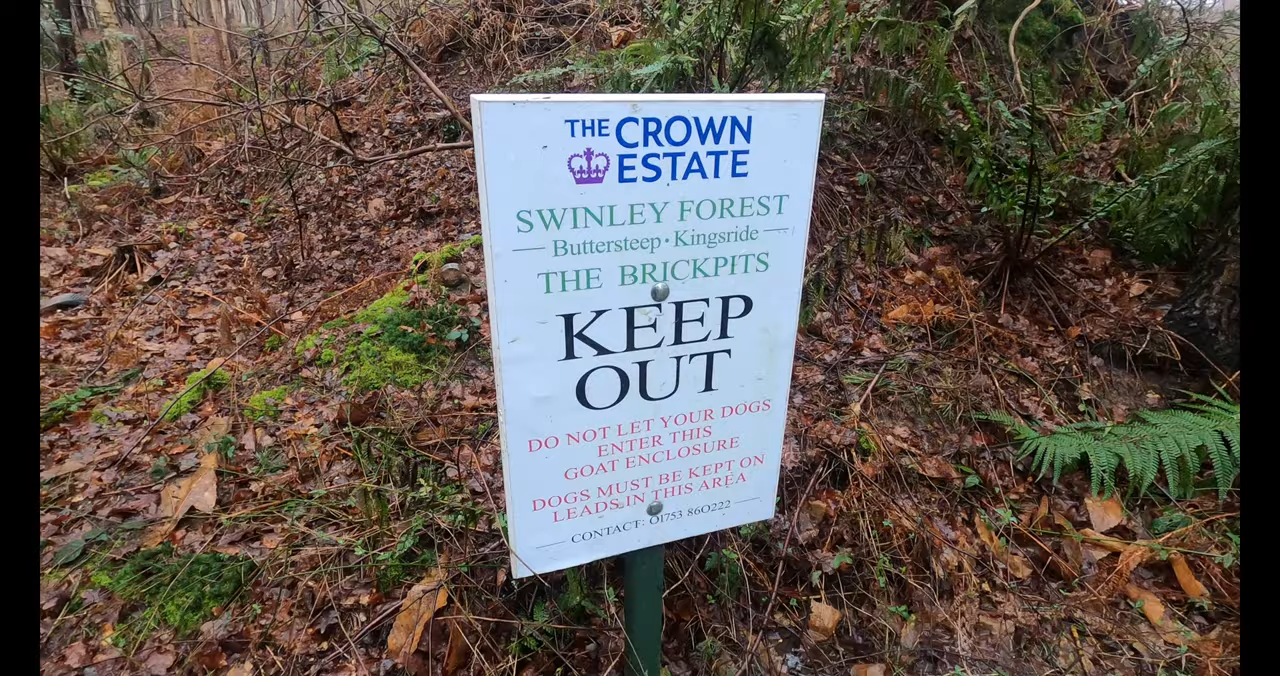 THE CROWN
ESTATE
SWINLEY FOREST
Buttersteep • Kingsride
THE BRICKPITS
KEEP
OUT
DO NOT LET YOUR DOGS
ENTER THIS
GOAT ENCLOSURE
DOGS MUST BE KEPT ON
LEADS IN THIS AREA
CONTACT: 01753 860222